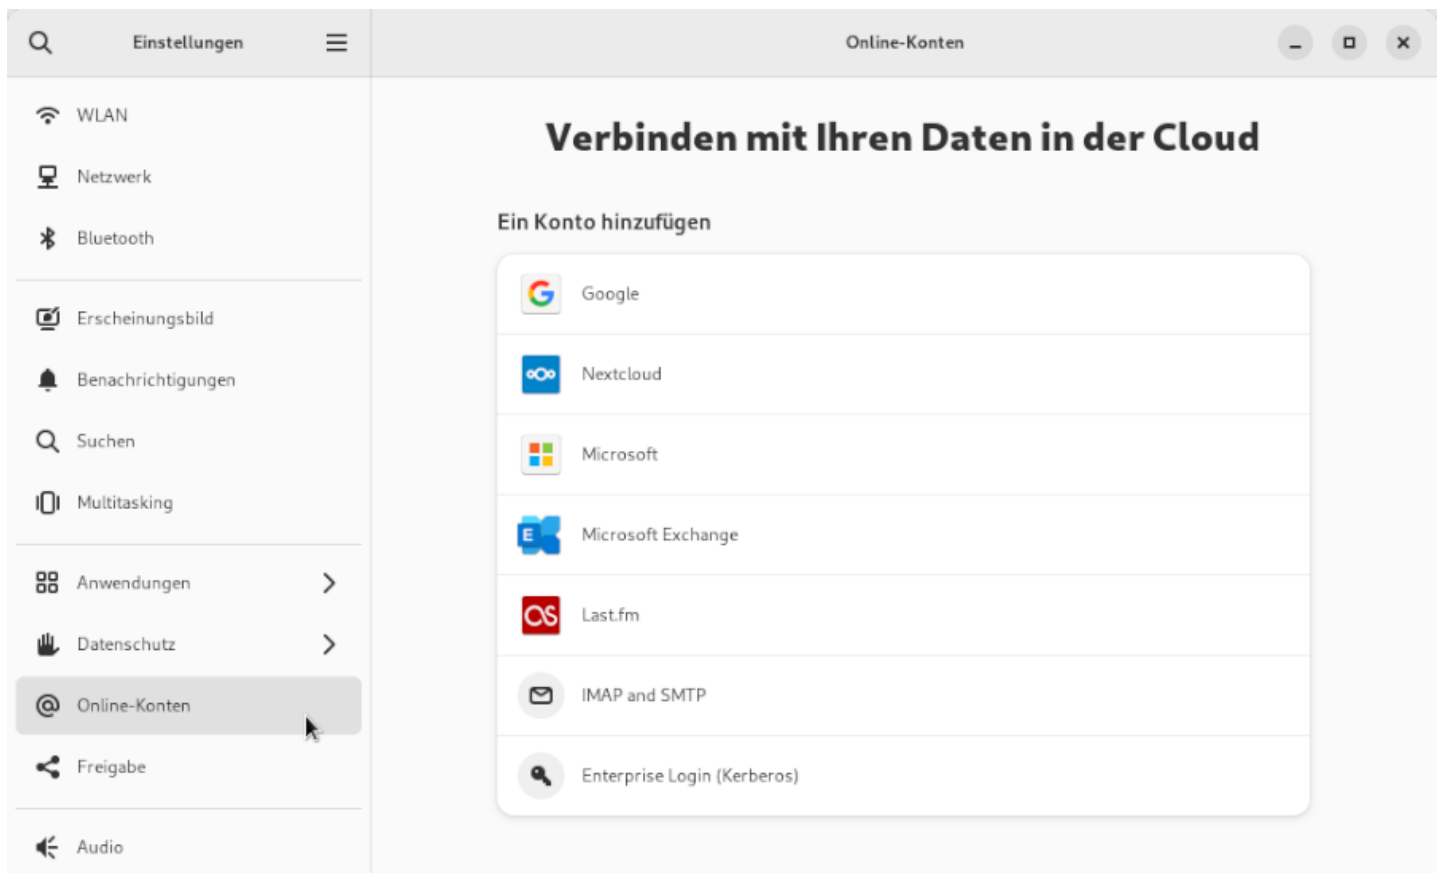 Einstellungen
Online-Konten
WLAN
Netzwerk
Bluetooth
Erscheinungsbild
Benachrichtigungen
Suchen
Multitasking
Anwendungen
Datenschutz
Online-Konten
Freigabe
Audio
Verbinden mit Ihren Daten in der Cloud
Ein Konto hinzufügen
Google
Nextcloud
Microsoft
E
Microsoft Exchange
Last.fm
IMAP and SMTP
Enterprise Login (Kerberos)